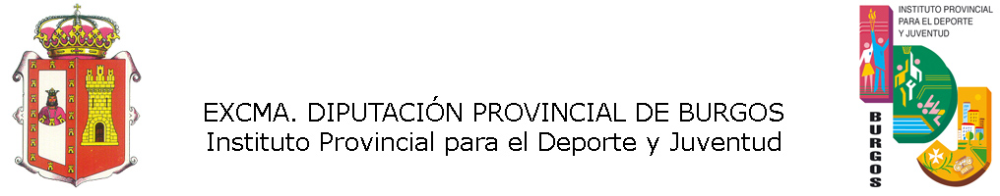 INSTITUTO PROVINCIAL
PARA EL DEPORTE
Y JUVENTUD
EXCMA. DIPUTACIÓN PROVINCIAL DE BURGOS
Instituto Provincial para el Deporte y Juventud
BURGOS